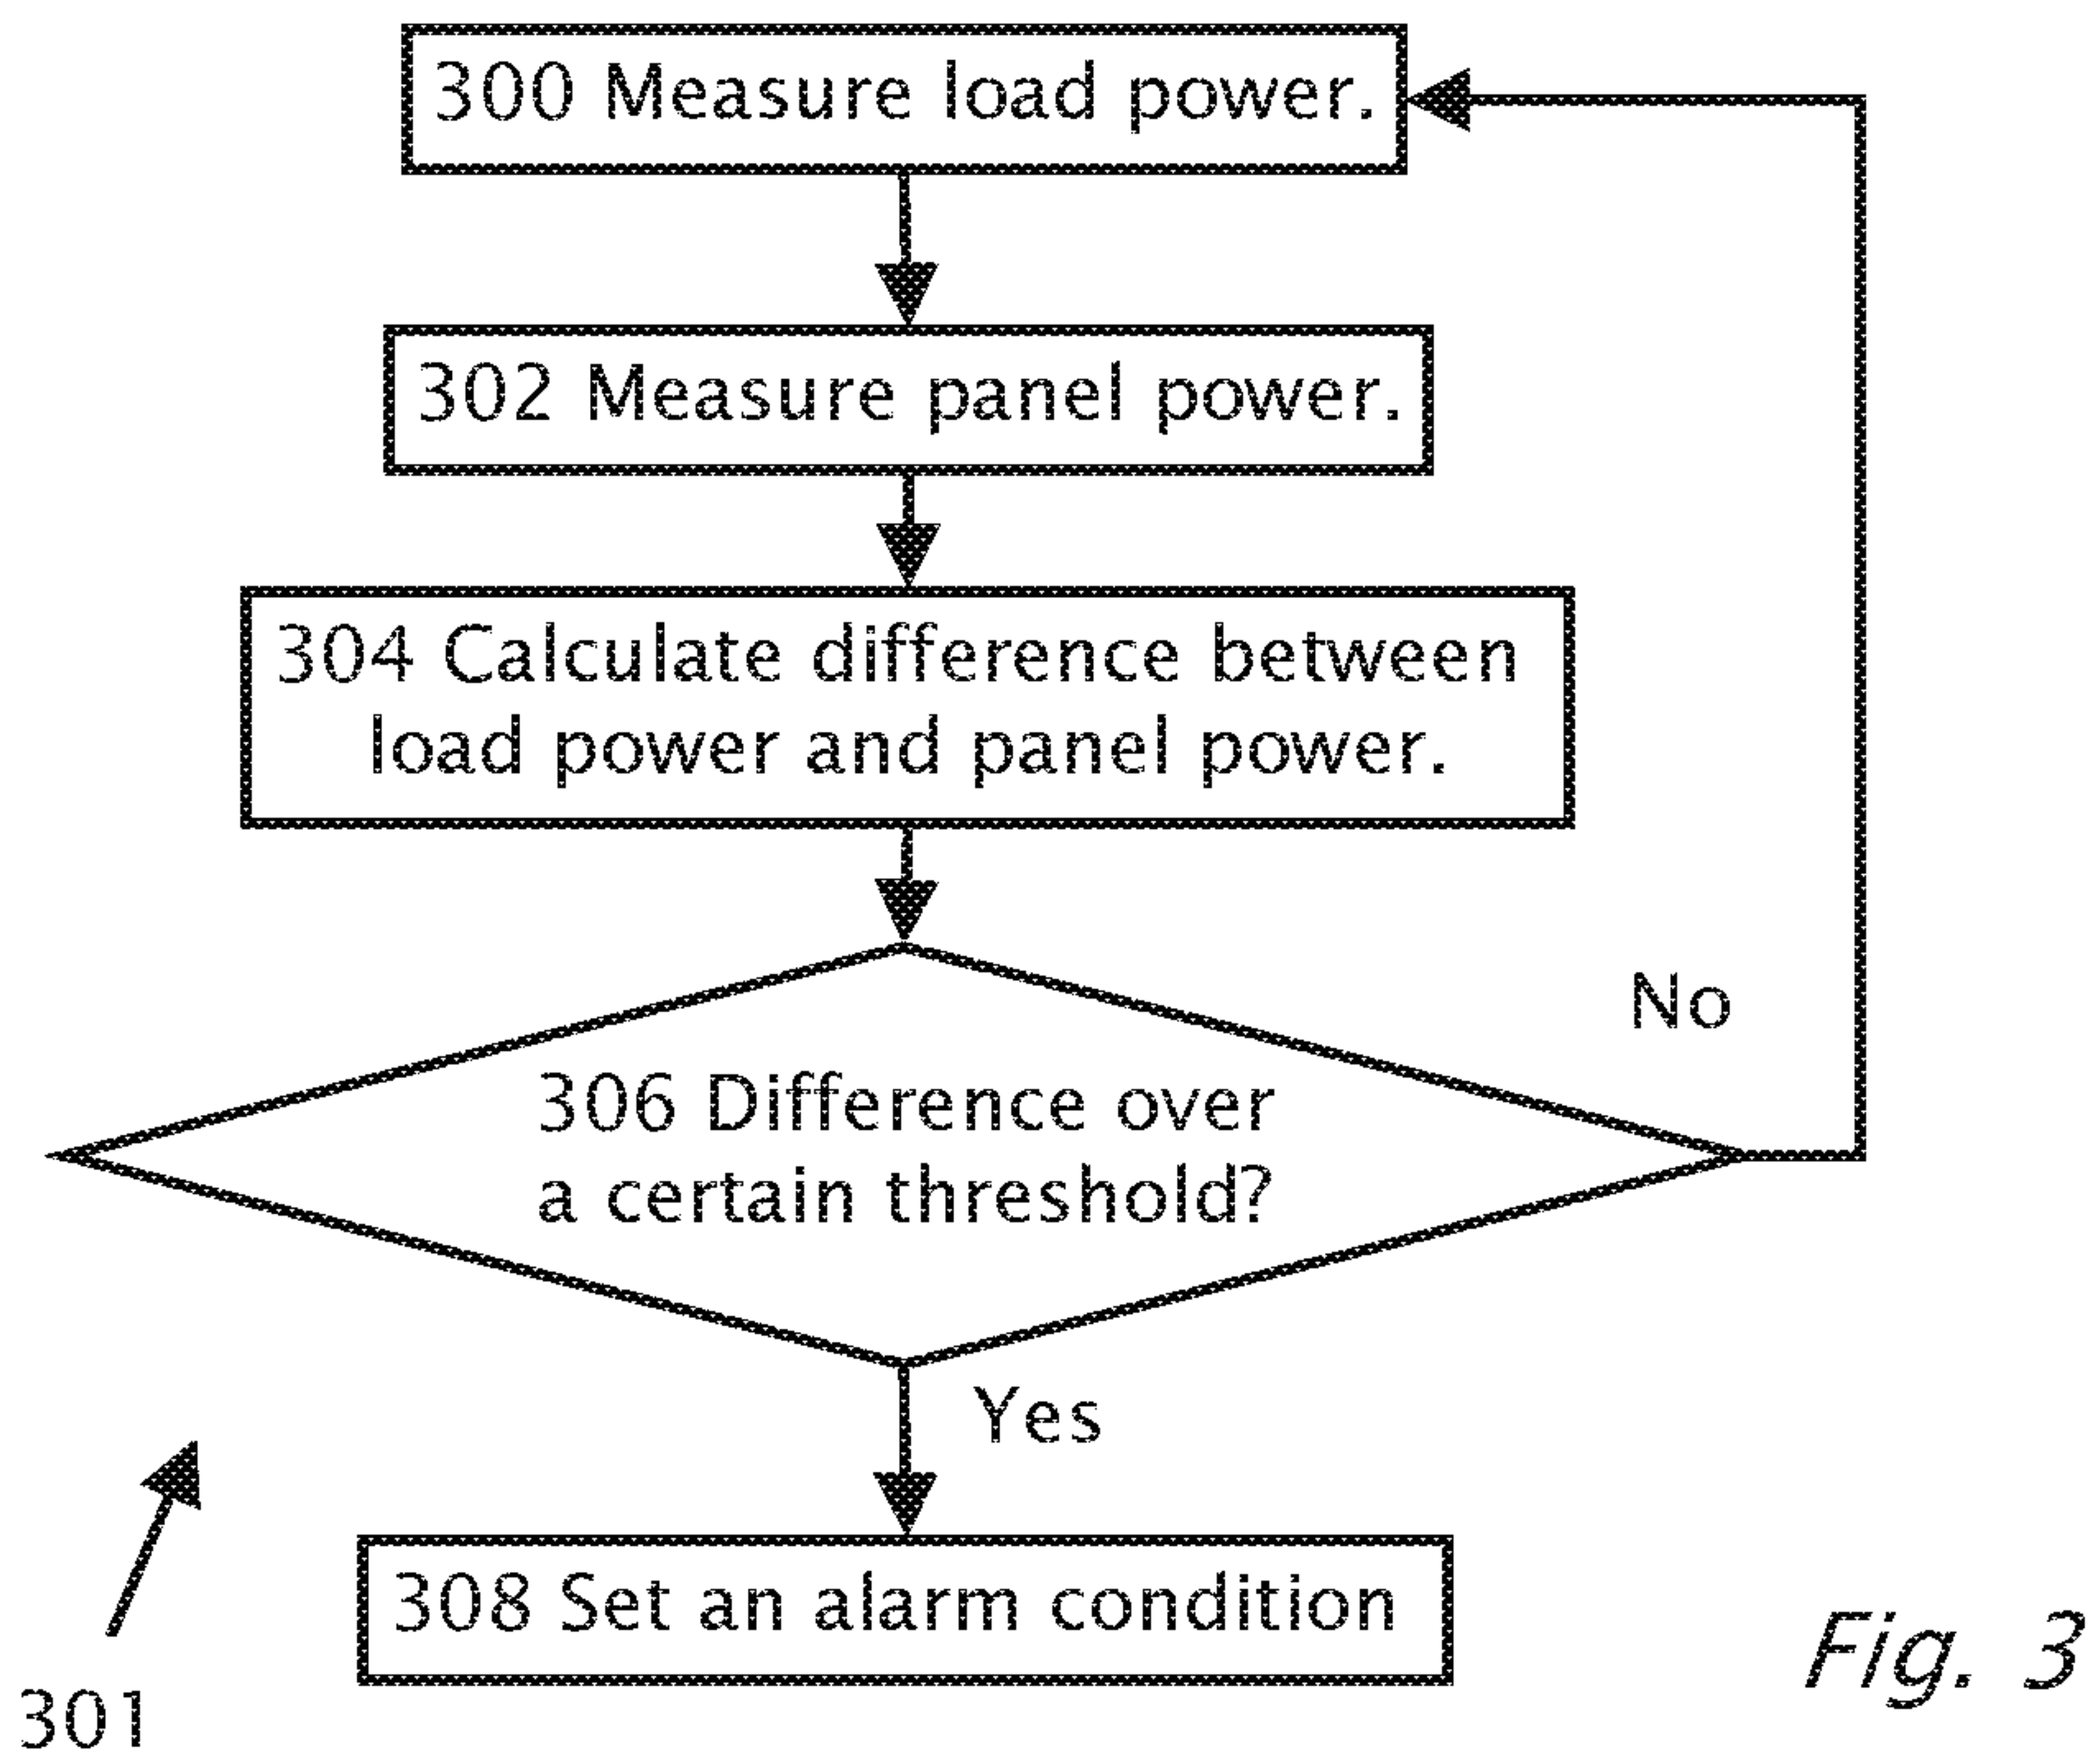 300 Measure load power.
302 Measure panel power.
304 Calculate difference between
load power and panel power.
No
306 Difference over
a certain threshold?
Yes
308 Set an alarm condition
Fig. 3
301